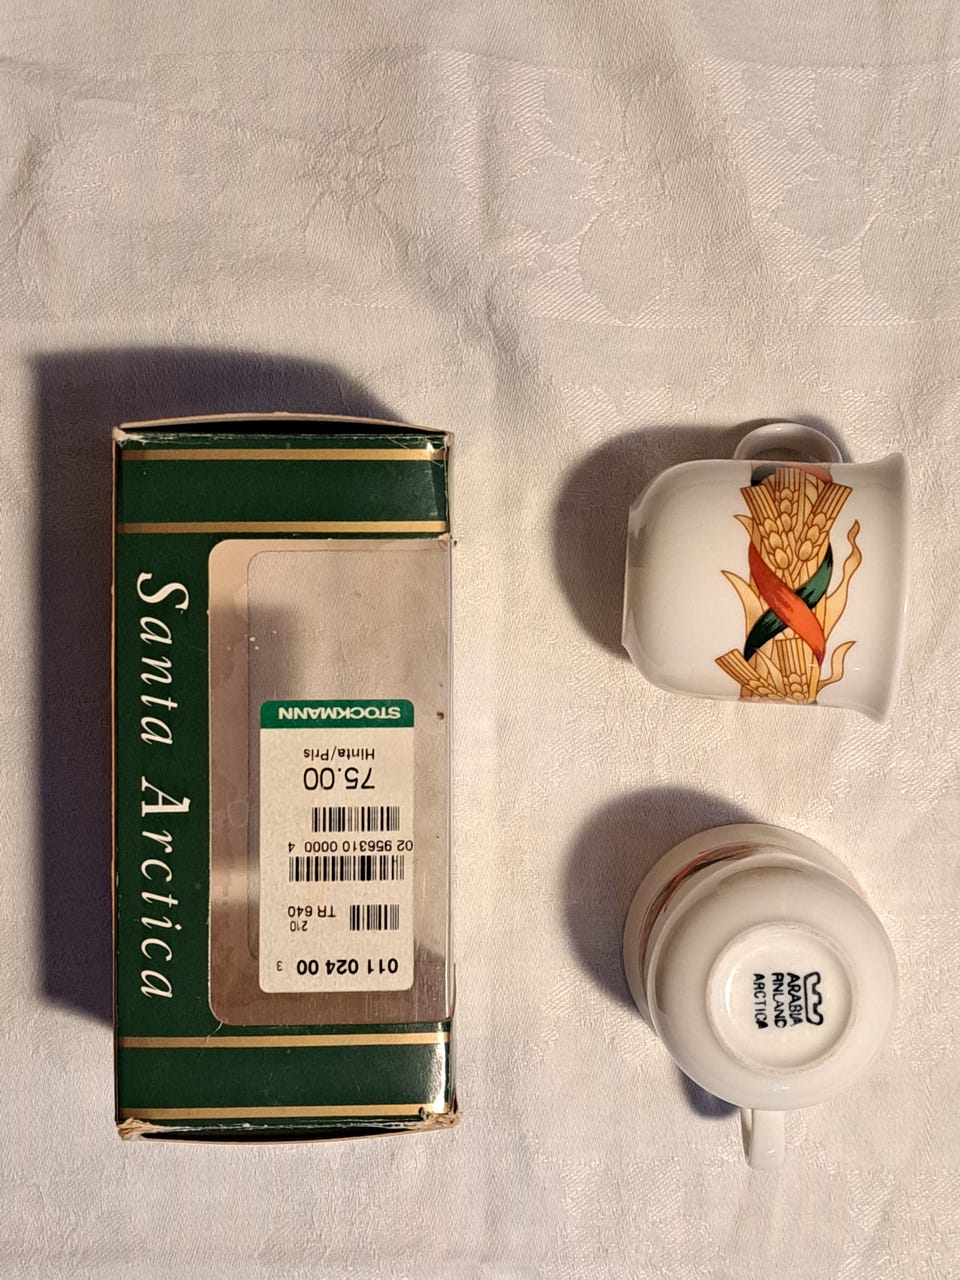 Santa Arctica
STOCKMANN
Hinta/Pris
75.00
02 956310 0000 4
TR 640
210
011 024 00 3
ARABIA
FINLAND
ARCTICA